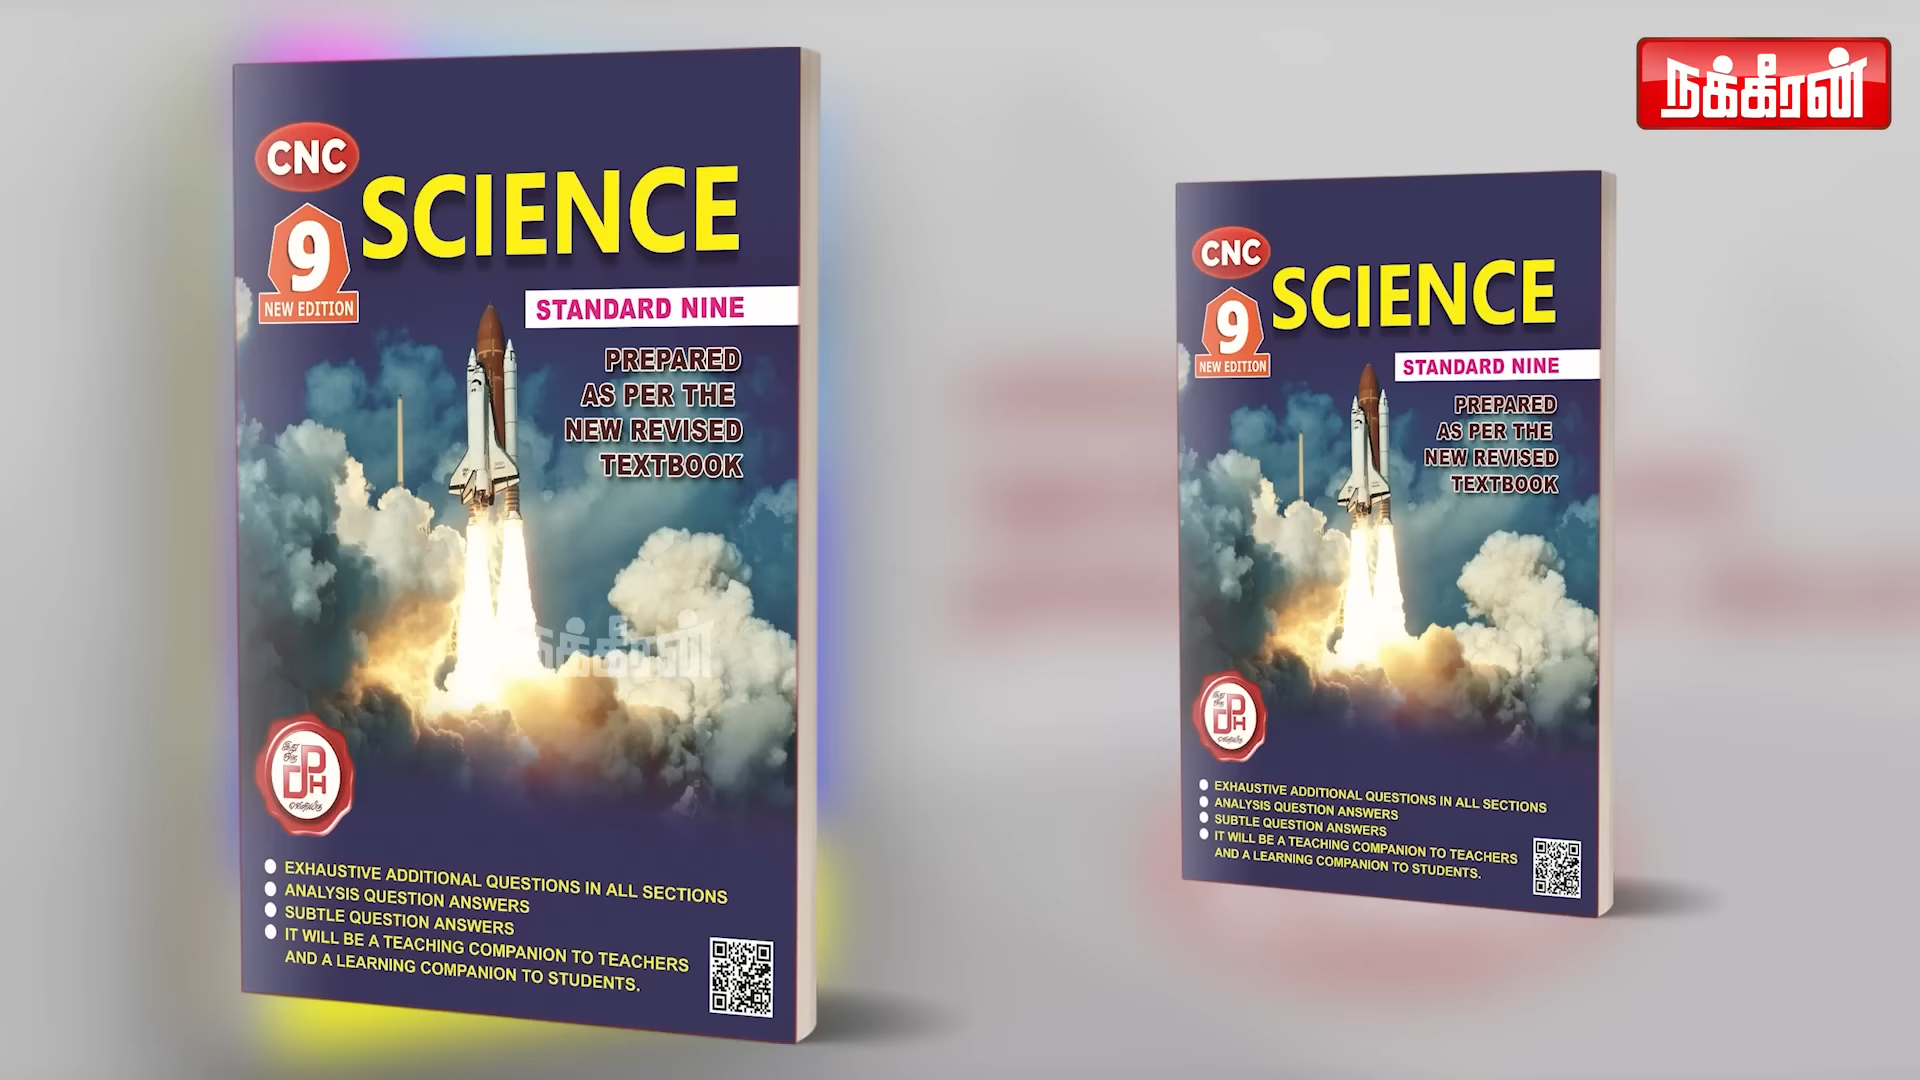 CNC
SCIENCE
9
NEW EDITION
STANDARD NINE
PREPARED
AS PER THE
NEW REVISED
TEXTBOOK
நக்கீரன்
DPH
EXHAUSTIVE ADDITIONAL QUESTIONS IN ALL SECTIONS
ANALYSIS QUESTION ANSWERS
SUBTLE QUESTION ANSWERS
IT WILL BE A TEACHING COMPANION TO TEACHERS
AND A LEARNING COMPANION TO STUDENTS.
நக்கீரன்
CNC
SCIENCE
9
NEW EDITION
STANDARD NINE
PREPARED
AS PER THE
NEW REVISED
TEXTBOOK
DPH
EXHAUSTIVE ADDITIONAL QUESTIONS IN ALL SECTIONS
ANALYSIS QUESTION ANSWERS
SUBTLE QUESTION ANSWERS
IT WILL BE A TEACHING COMPANION TO TEACHERS
AND A LEARNING COMPANION TO STUDENTS.